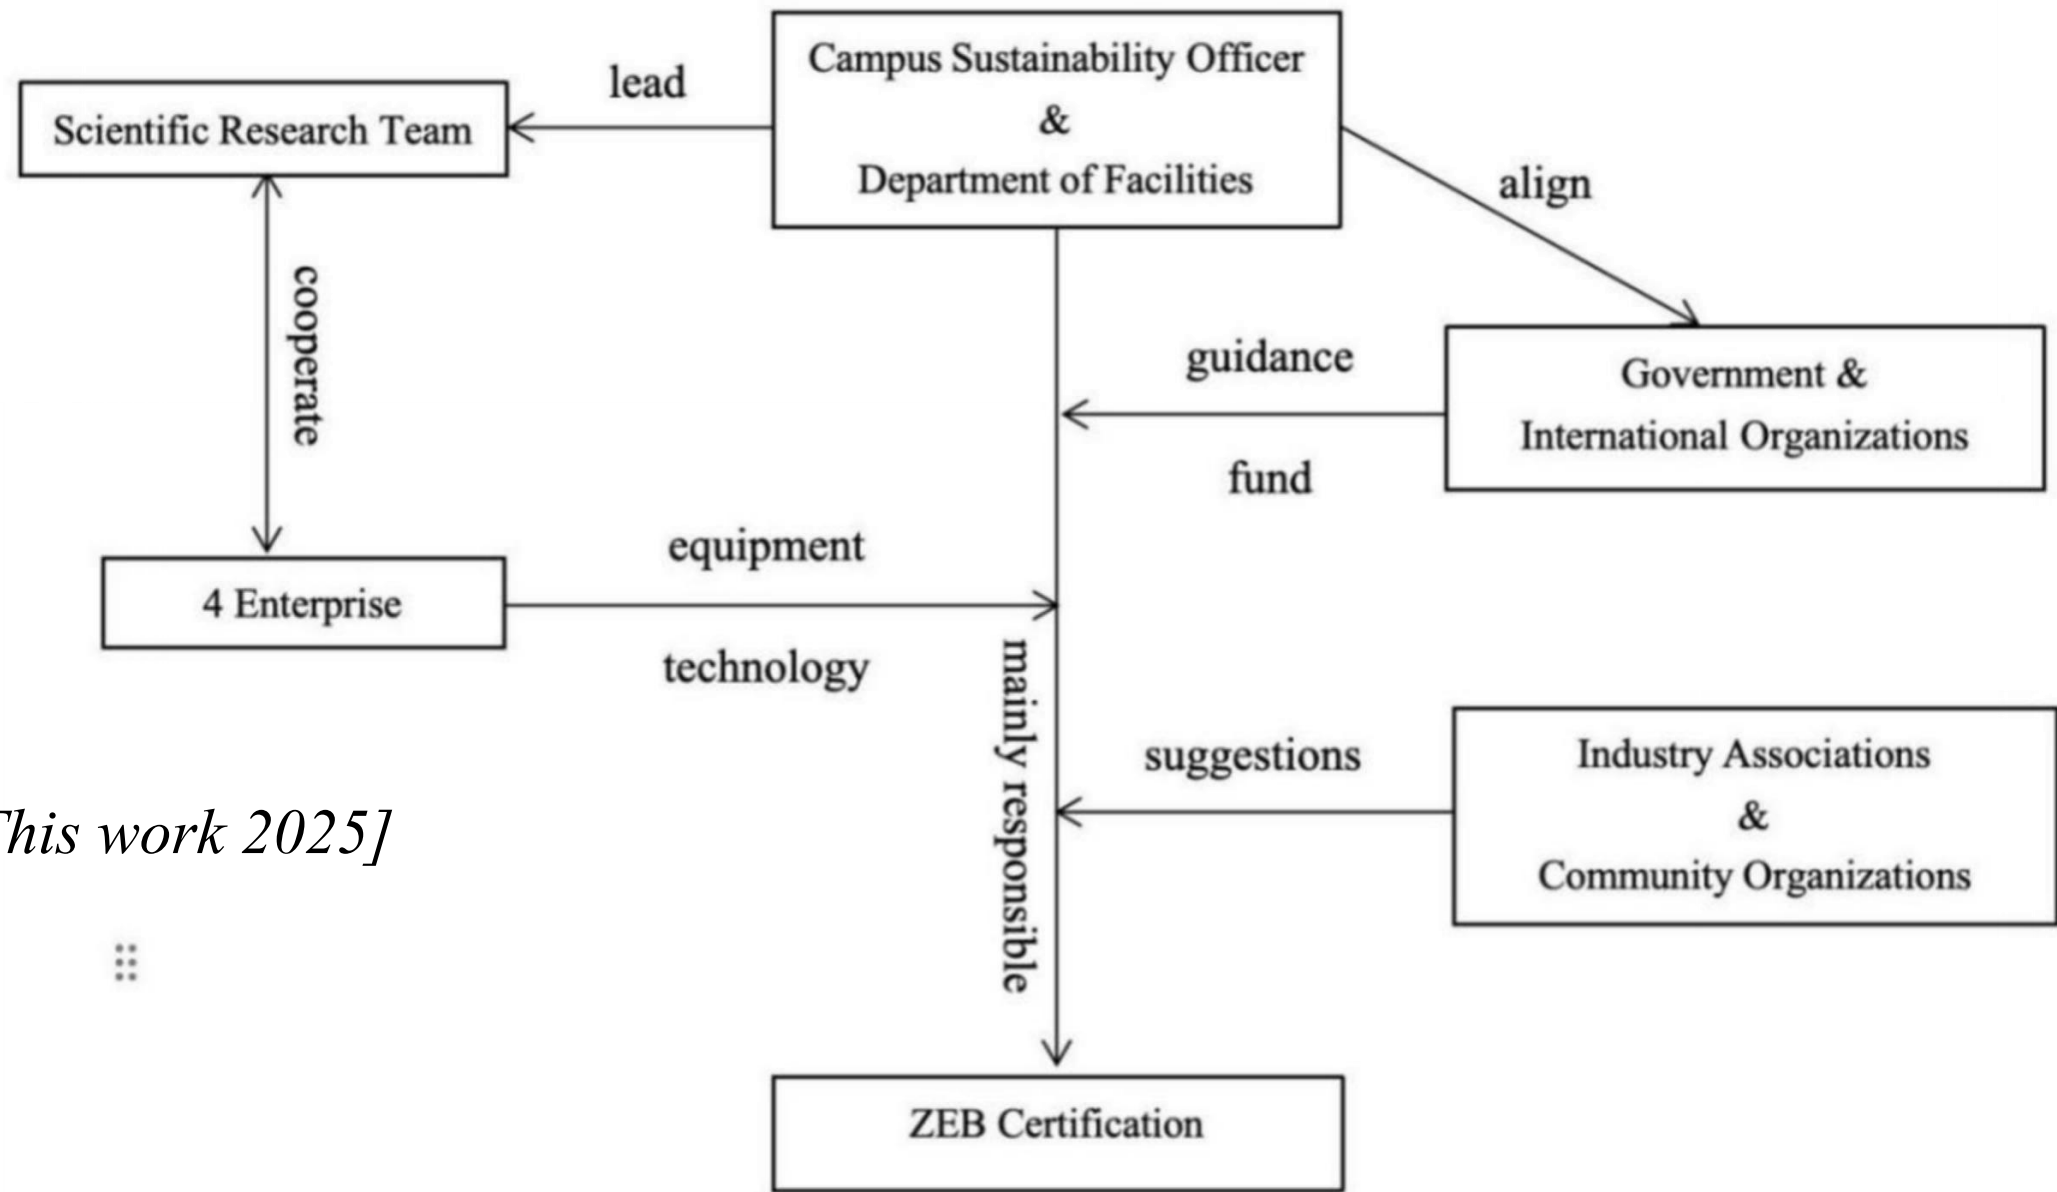 Campus Sustainability Officer
&
Department of Facilities
lead
Scientific Research Team
align
cooperate
guidance
fund
Government &
International Organizations
equipment
technology
4 Enterprise
mainly responsible
suggestions
Industry Associations
&
Community Organizations
This work 2025]
ZEB Certification